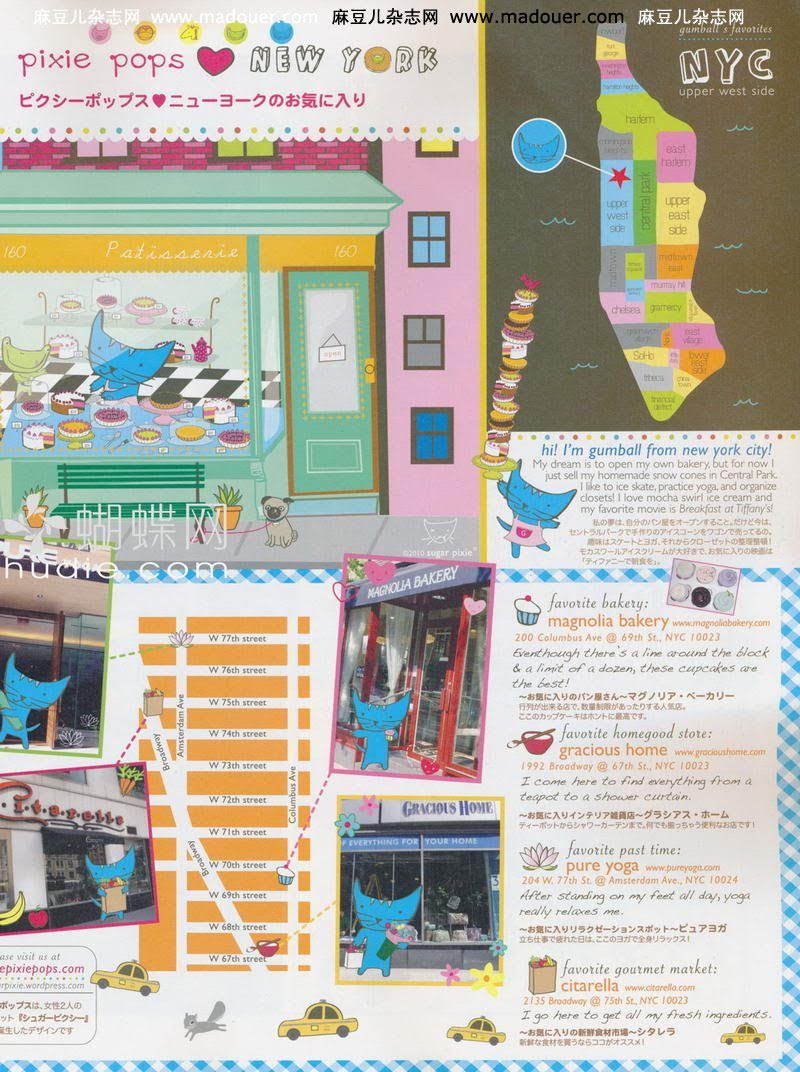 麻豆儿杂志网 www.madouer.com 麻豆儿杂志网 www.madouer.com 麻豆儿杂志网
pixie pops ♥ NEW YORK
ピクシーポップス♥ニューヨークのお気に入り
gumball's favorites
NYC
upper west side
inwood
fort george
washington heights
hamilton heights
harlem
morningside heights
east harlem
central park
upper west side
upper east side
midtown
midtown east
murray hill
chelsea
gramercy
greenwich village
east village
SoHo
lower east side
tribeca
china town
financial district
160 Patisserie 160
open
©2010 sugar pixie
hi! I'm gumball from new york city!
My dream is to open my own bakery, but for now I
just sell my homemade snow cones in Central Park.
I like to ice skate, practice yoga, and organize
closets! I love mocha swirl ice cream and
my favorite movie is Breakfast at Tiffany's!
私の夢は、自分のパン屋をオープンすること。だけど今は、
セントラルパークで手作りのアイスコーンをワゴンで売ってるの。
趣味はスケートとヨガ、それからクローゼットの整理整頓！
モカスワールアイスクリームが大好きで、お気に入りの映画は
「ティファニーで朝食を」。
G
蝴蝶网
hudie.com
MAGNOLIA BAKERY
W 77th street
W 76th street
W 75th street
W 74th street
W 73th street
W 72th street
W 71th street
W 70th street
W 69th street
W 68th street
W 67th street
Broadway
Amsterdam Ave
Columbus Ave
Broadway
Citarella
GRACIOUS HOME
OF EVERYTHING FOR YOUR HOME
favorite bakery:
magnolia bakery www.magnoliabakery.com
200 Columbus Ave @ 69th St., NYC 10023
Eventhough there's a line around the block
& a limit of a dozen, these cupcakes are
the best!
〜お気に入りのパン屋さん〜マグノリア・ベーカリー
行列が出来る店で、数量制限があったりする人気店。
ここのカップケーキはホントに最高です。
favorite homegood store:
gracious home www.gracioushome.com
1992 Broadway @ 67th St., NYC 10023
I come here to find everything from a
teapot to a shower curtain.
〜お気に入りインテリア雑貨店〜グラシアス・ホーム
ティーポットからシャワーカーテンまで。何でも揃っちゃう便利なお店です！
favorite past time:
pure yoga www.pureyoga.com
204 W. 77th St. @ Amsterdam Ave., NYC 10024
After standing on my feet all day, yoga
really relaxes me.
〜お気に入りリラクゼーションスポット〜ピュアヨガ
立ち仕事で疲れた日は、ここのヨガで全身リラックス！
favorite gourmet market:
citarella www.citarella.com
2135 Broadway @ 75th St., NYC 10023
I go here to get all my fresh ingredients.
〜お気に入りの新鮮食材市場〜シタレラ
新鮮な食材を買うならココがオススメ！
ase visit us at
epixiepops.com
arpixie.wordpress.com
ポップスは、女性2人の
ット『シュガーピクシー』
誕生したデザインです